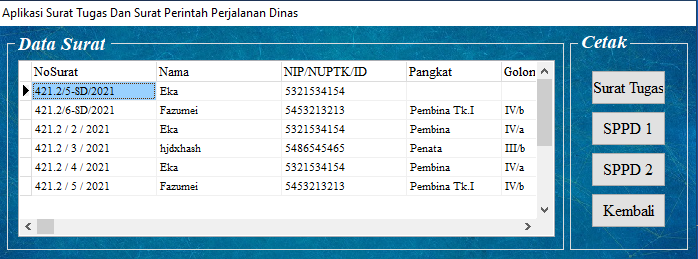 Aplikasi Surat Tugas Dan Surat Perintah Perjalanan Dinas
Data Surat
NoSurat Nama NIP/NUPTK/ID Pangkat Golon
421.2/5-SD/2021 Eka 5321534154
421.2/6-SD/2021 Fazumei 5453213213 Pembina Tk.I IV/b
421.2 / 2 / 2021 Eka 5321534154 Pembina IV/a
421.2 / 3 / 2021 hjdxhash 5486545465 Penata III/b
421.2 / 4 / 2021 Eka 5321534154 Pembina IV/a
421.2 / 5 / 2021 Fazumei 5453213213 Pembina Tk.I IV/b
Cetak
Surat Tugas
SPPD 1
SPPD 2
Kembali